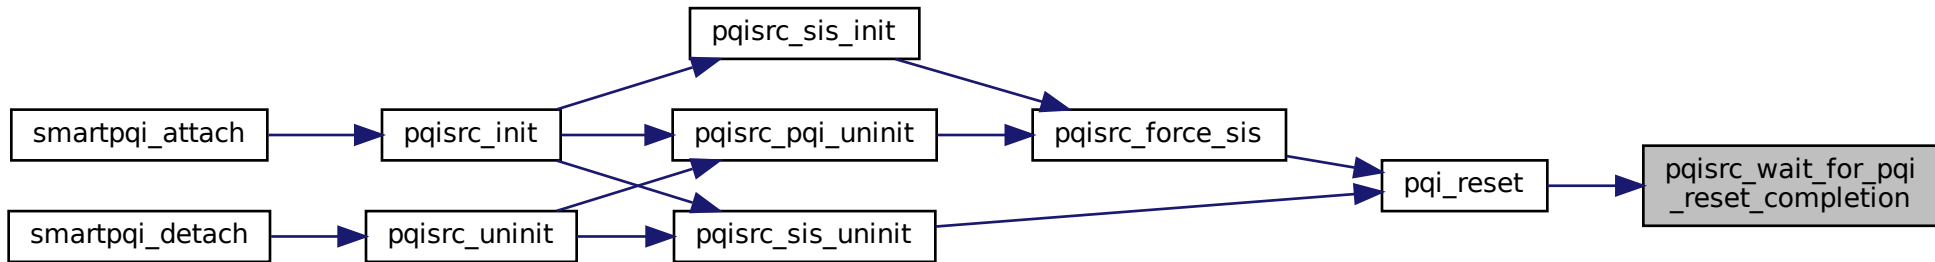 pqisrc_sis_init
smartpqi_attach
pqisrc_init
pqisrc_pqi_uninit
pqisrc_force_sis
pqi_reset
pqisrc_wait_for_pqi
_reset_completion
smartpqi_detach
pqisrc_uninit
pqisrc_sis_uninit